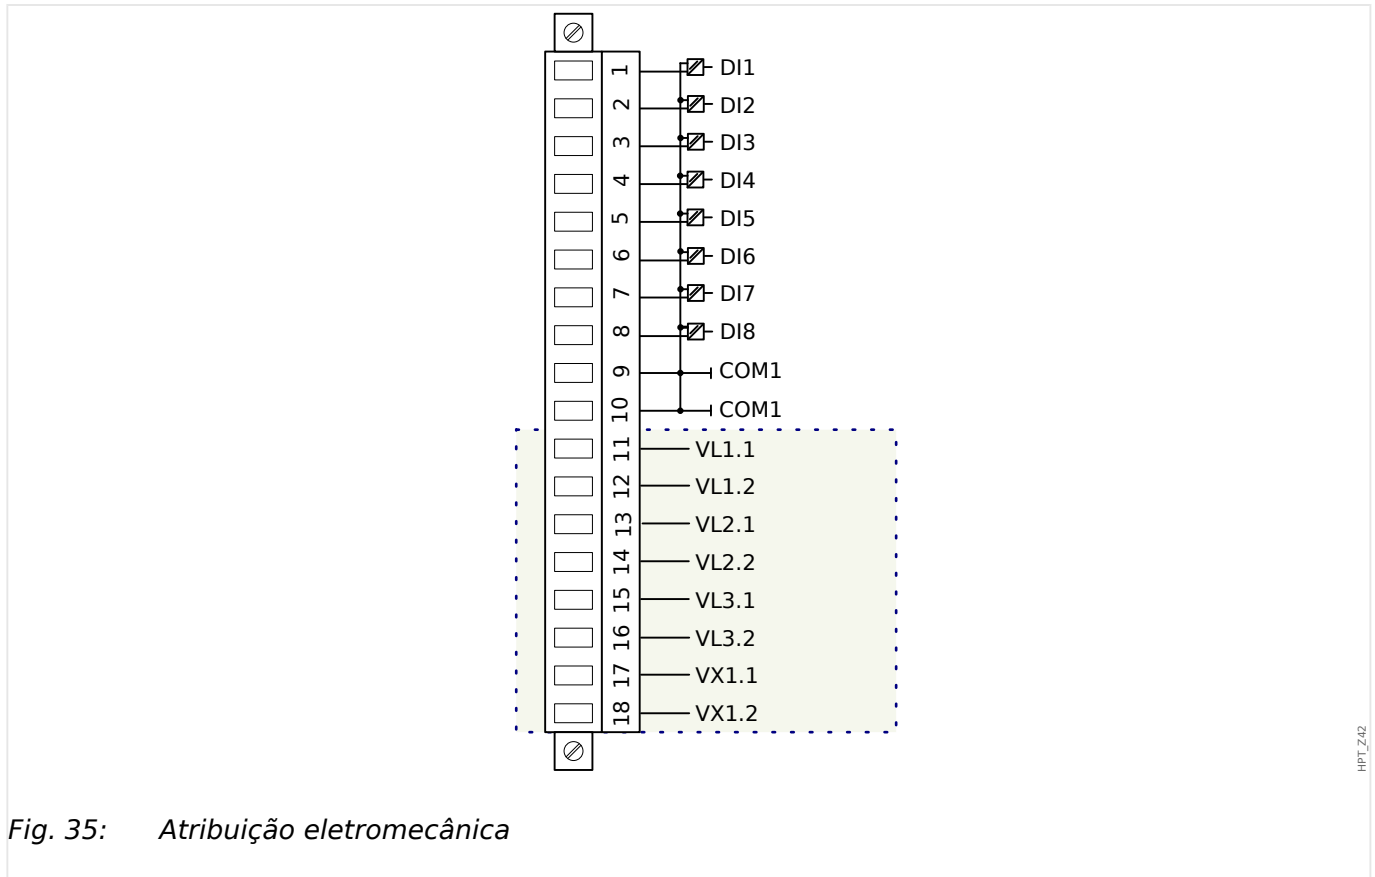 1 DI1
2 DI2
3 DI3
4 DI4
5 DI5
6 DI6
7 DI7
8 DI8
9 COM1
10 COM1
11 VL1.1
12 VL1.2
13 VL2.1
14 VL2.2
15 VL3.1
16 VL3.2
17 VX1.1
18 VX1.2
HPT_Z42
Fig. 35: Atribuição eletromecânica